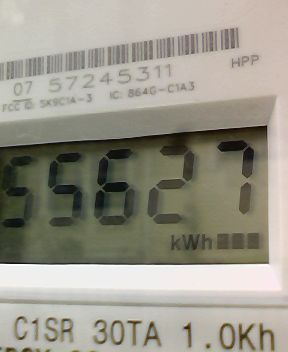 07 57245311
HPP
FCC ID: SK9C1A-3 IC: 864G-C1A3
55627
kWh
C1SR 30TA 1.0Kh